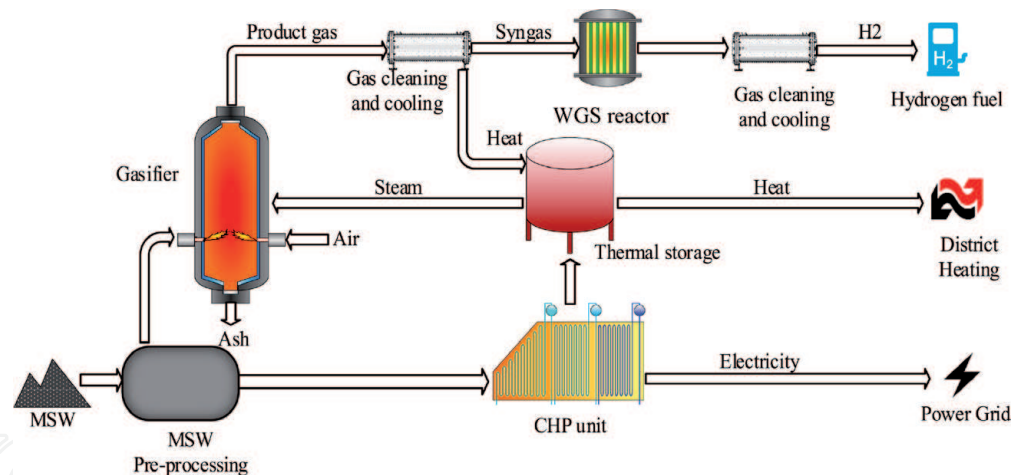 Product gas
Syngas
H2
H2
Gas cleaning
and cooling
WGS reactor
Gas cleaning
and cooling
Hydrogen fuel
Heat
Gasifier
Steam
Heat
Air
Thermal storage
District
Heating
Ash
MSW
MSW
Pre-processing
CHP unit
Electricity
Power Grid